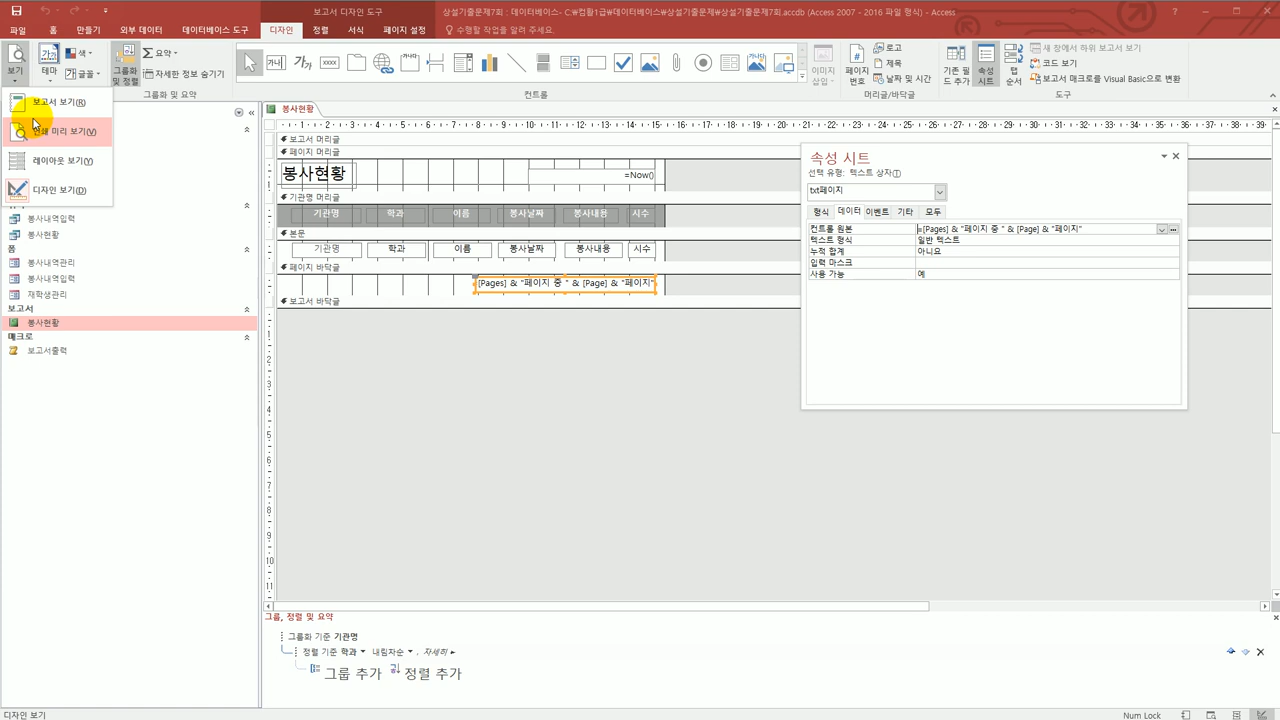 보고서 디자인 도구
상설기출문제7회 : 데이터베이스- C:₩컴활1급₩데이터베이스₩상설기출문제₩상설기출문제7회.accdb (Access 2007 - 2016 파일 형식) - Access
파일 홈 만들기 외부 데이터 데이터베이스 도구 디자인 정렬 서식 페이지 설정 수행할 작업을 알려 주세요.
보기 테마 색 글꼴 그룹화 및 정렬 요약 자세한 정보 숨기기
이미지 삽입 페이지 번호 로고 제목 날짜 및 시간
기존 필드 추가 속성 시트 탭 순서 새 창에서 하위 보고서 보기 코드 보기 보고서 매크로를 Visual Basic으로 변환
그룹화 및 요약 컨트롤 머리글/바닥글 도구
보고서 보기(R)
인쇄 미리 보기(V)
레이아웃 보기(Y)
디자인 보기(D)
봉사내역입력
봉사현황
폼
봉사내역관리
봉사내역입력
재학생관리
보고서
봉사현황
매크로
보고서출력
봉사현황
보고서 머리글
페이지 머리글
봉사현황 =Now()
기관명 머리글
기관명 학과 이름 봉사날짜 봉사내용 시수
본문
기관명 학과 이름 봉사날짜 봉사내용 시수
페이지 바닥글
[Pages] & "페이지 중 " & [Page] & "페이지"
보고서 바닥글
속성 시트
선택 유형: 텍스트 상자(T)
txt페이지
형식 데이터 이벤트 기타 모두
컨트롤 원본 =[Pages] & "페이지 중 " & [Page] & "페이지"
텍스트 형식 일반 텍스트
누적 합계 아니요
입력 마스크
사용 가능 예
그룹, 정렬 및 요약
그룹화 기준 기관명
정렬 기준 학과 내림차순 , 자세히
그룹 추가 정렬 추가
디자인 보기 Num Lock